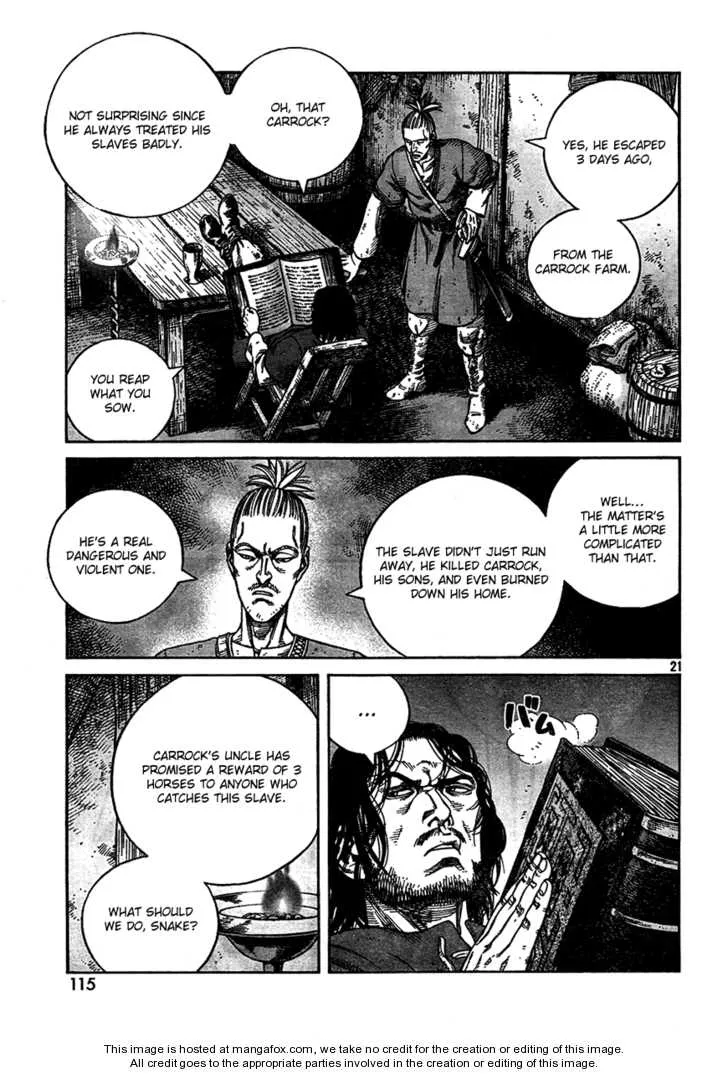 YES, HE ESCAPED
3 DAYS AGO,
FROM THE
CARROCK FARM.
OH, THAT
CARROCK?
NOT SURPRISING SINCE
HE ALWAYS TREATED HIS
SLAVES BADLY.
YOU REAP
WHAT YOU
SOW.
WELL...
THE MATTER'S
A LITTLE MORE
COMPLICATED
THAN THAT.
THE SLAVE DIDN'T JUST RUN
AWAY, HE KILLED CARROCK,
HIS SONS, AND EVEN BURNED
DOWN HIS HOME.
HE'S A REAL
DANGEROUS AND
VIOLENT ONE.
21
バム
...
CARROCK'S UNCLE HAS
PROMISED A REWARD OF 3
HORSES TO ANYONE WHO
CATCHES THIS SLAVE.
WHAT SHOULD
WE DO, SNAKE?
115
This image is hosted at mangafox.com, we take no credit for the creation or editing of this image.
All credit goes to the appropriate parties involved in the creation and editing of this image.